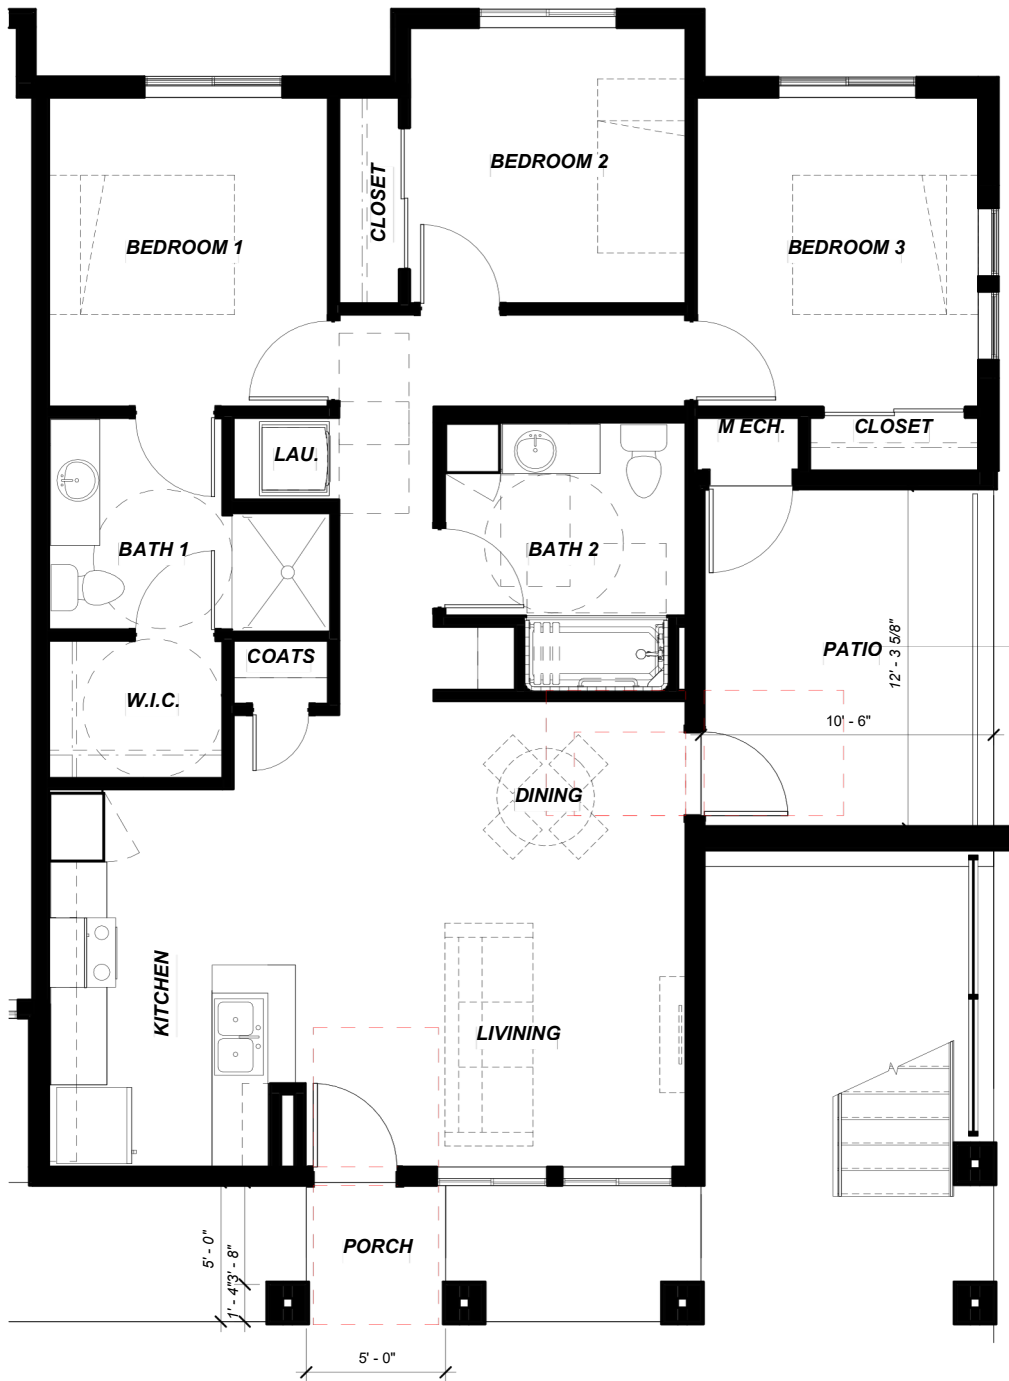 BEDROOM 2
CLOSET
BEDROOM 1
BEDROOM 3
MECH.
CLOSET
LAU.
BATH 1
BATH 2
COATS
PATIO
12' - 3 5/8"
W.I.C.
10' - 6"
DINING
KITCHEN
LIVINING
PORCH
5' - 0"
3' - 8"
1' - 4"
5' - 0"